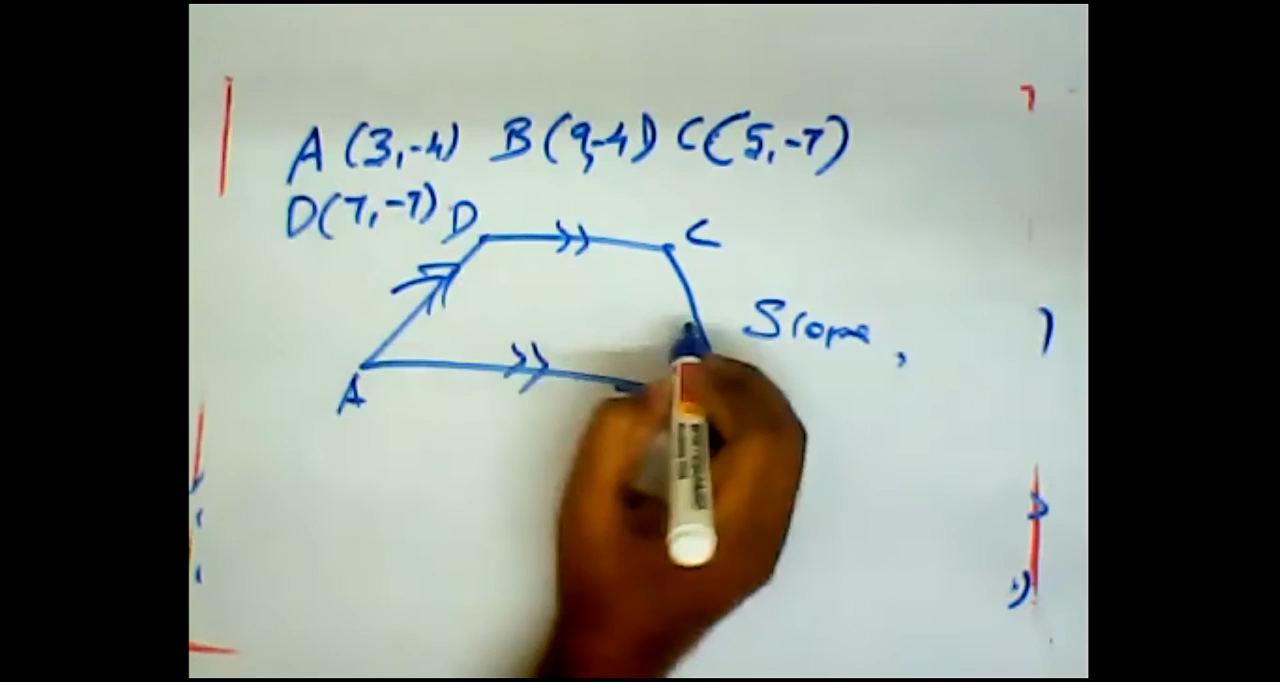 A (3,-4) B (9,-4) C(5,-7)
D(7,-7) D
C
Slope,
A